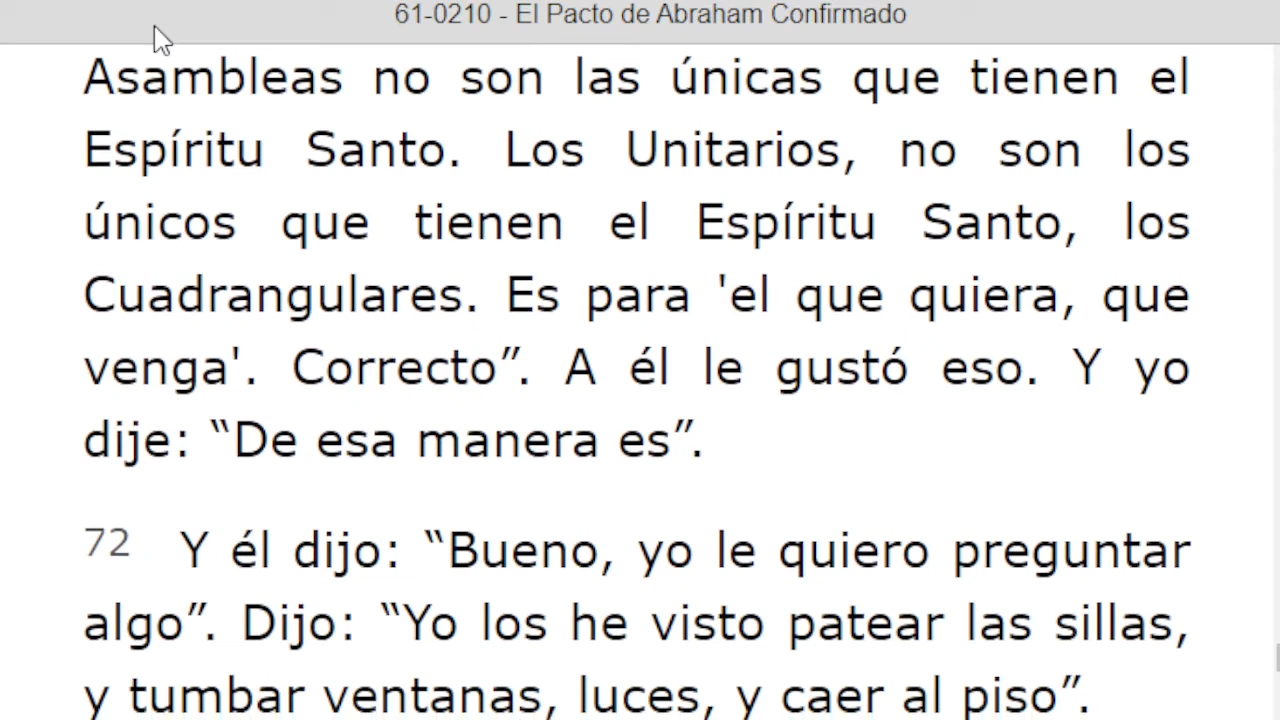 61-0210 - El Pacto de Abraham Confirmado
Asambleas no son las únicas que tienen el
Espíritu Santo. Los Unitarios, no son los
únicos que tienen el Espíritu Santo, los
Cuadrangulares. Es para 'el que quiera, que
venga'. Correcto”. A él le gustó eso. Y yo
dije: “De esa manera es”.
72 Y él dijo: “Bueno, yo le quiero preguntar
algo”. Dijo: “Yo los he visto patear las sillas,
y tumbar ventanas, luces, y caer al piso”.